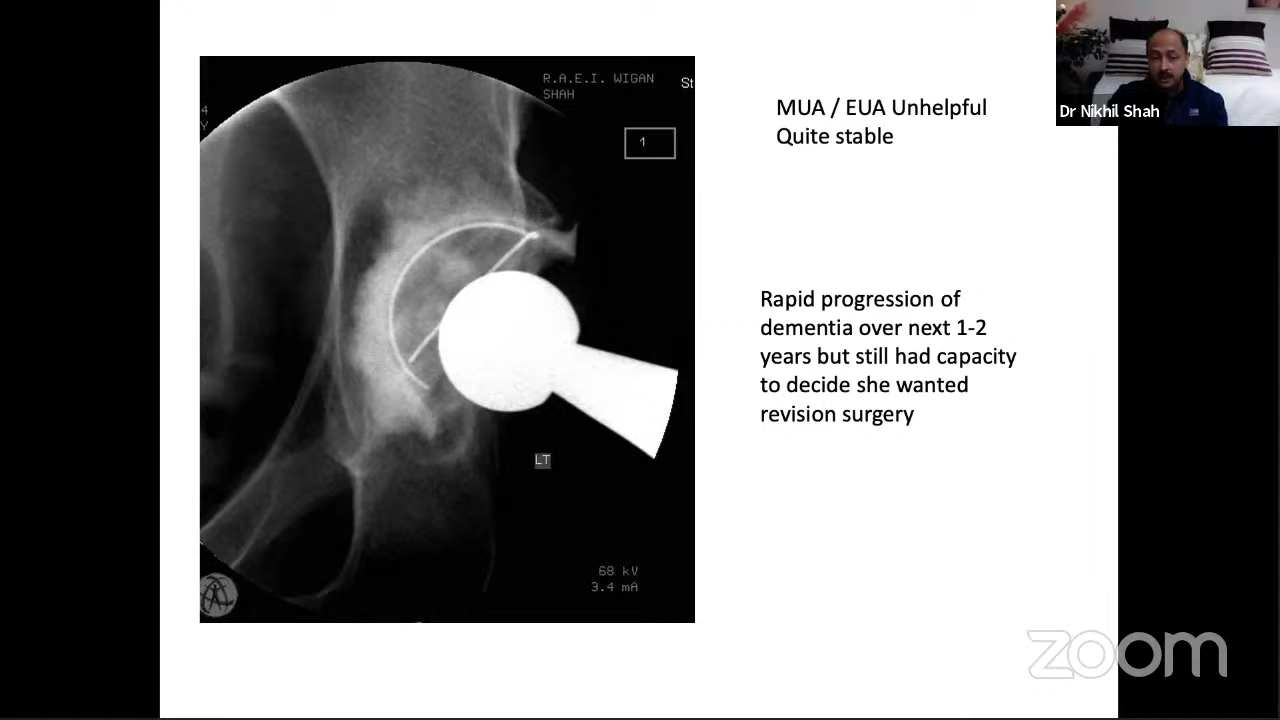 R.A.E.I. WIGAN
SHAH
St
4
Y
1
LT
68 kV
3.4 mA
MUA / EUA Unhelpful
Quite stable
Rapid progression of
dementia over next 1-2
years but still had capacity
to decide she wanted
revision surgery
Dr Nikhil Shah
zoom